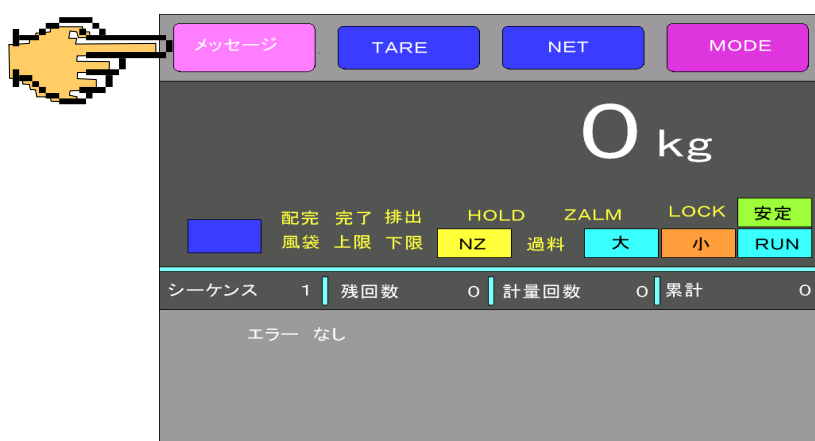 メッセージ TARE NET MODE
0 kg
配完 完了 排出 HOLD ZALM LOCK 安定
風袋 上限 下限 NZ 過料 大 小 RUN
シーケンス 1 残回数 0 計量回数 0 累計 0
エラー なし